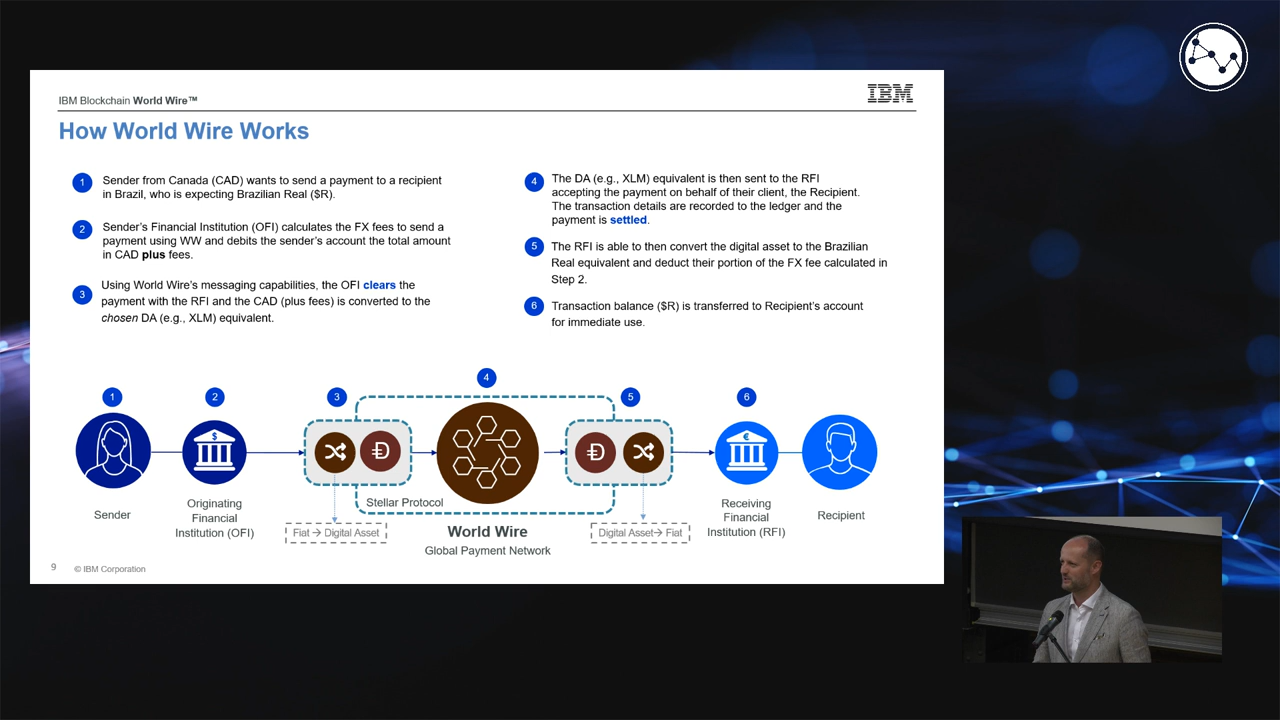 IBM Blockchain World Wire™
IBM
How World Wire Works
1
Sender from Canada (CAD) wants to send a payment to a recipient
in Brazil, who is expecting Brazilian Real ($R).
2
Sender's Financial Institution (OFI) calculates the FX fees to send a
payment using WW and debits the sender's account the total amount
in CAD plus fees.
3
Using World Wire's messaging capabilities, the OFI clears the
payment with the RFI and the CAD (plus fees) is converted to the
chosen DA (e.g., XLM) equivalent.
4
The DA (e.g., XLM) equivalent is then sent to the RFI
accepting the payment on behalf of their client, the Recipient.
The transaction details are recorded to the ledger and the
payment is settled.
5
The RFI is able to then convert the digital asset to the Brazilian
Real equivalent and deduct their portion of the FX fee calculated in
Step 2.
6
Transaction balance ($R) is transferred to Recipient's account
for immediate use.
1
2
3
4
5
6
$
Đ
Đ
€
Sender
Originating
Financial
Institution (OFI)
Fiat → Digital Asset
Stellar Protocol
World Wire
Global Payment Network
Digital Asset→ Fiat
Receiving
Financial
Institution (RFI)
Recipient
9
© IBM Corporation